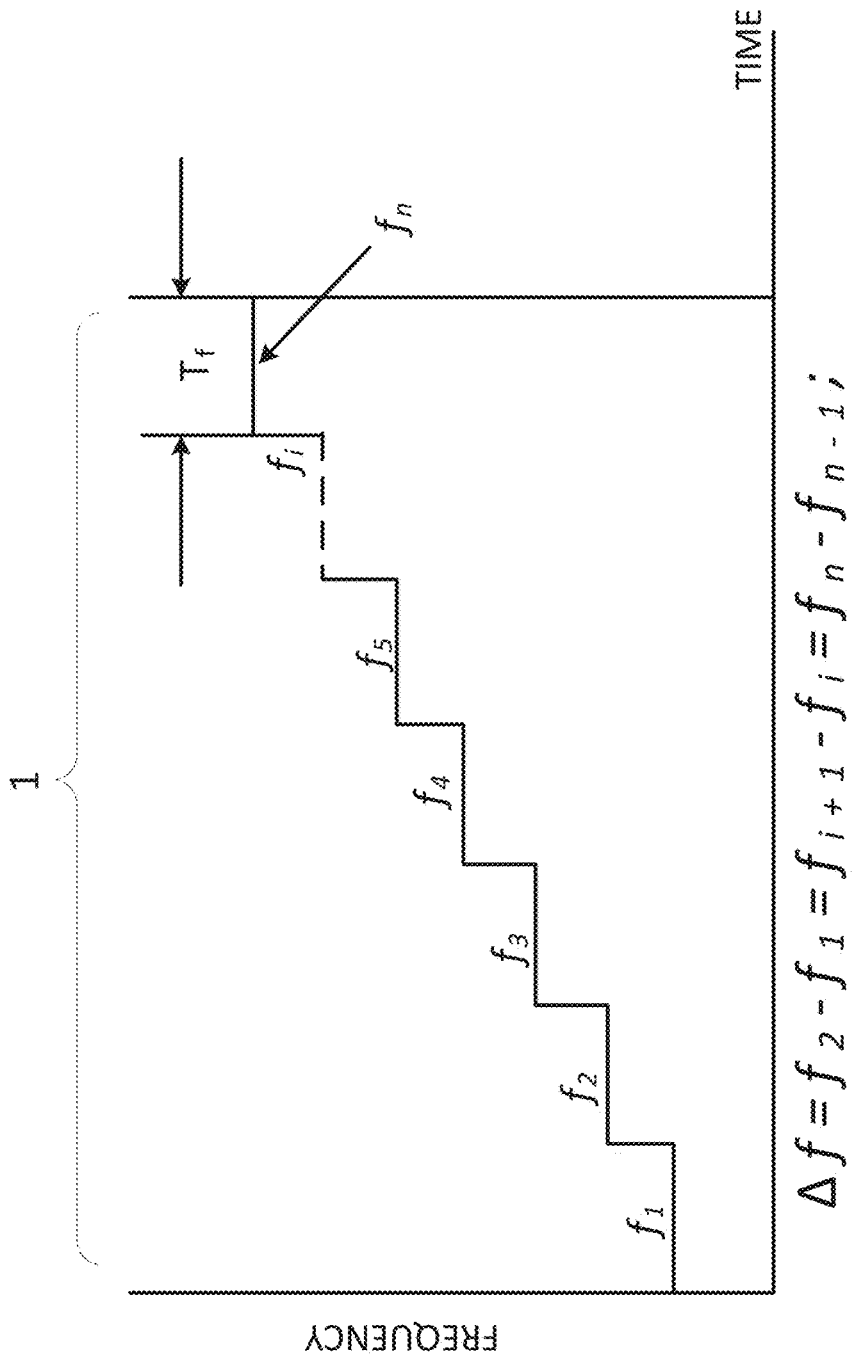 1
T_f
f_n
f_i
f_5
f_4
f_3
f_2
f_1
FREQUENCY
TIME
Δf=f_2-f_1=f_{i+1}-f_i=f_n-f_{n-1};